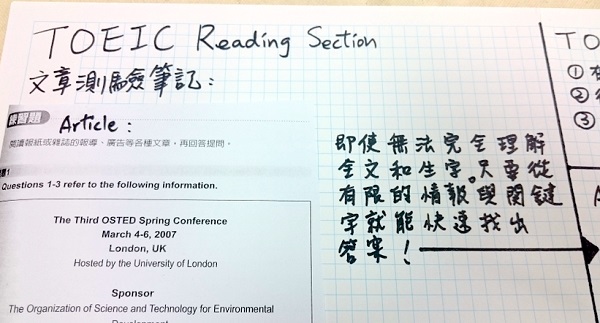 TOEIC Reading Section
文章測驗筆記：
練習題 Article：
閱讀報紙或雜誌的報導、廣告等各種文章，再回答提問。
Questions 1-3 refer to the following information.
The Third OSTED Spring Conference
March 4-6, 2007
London, UK
Hosted by the University of London
Sponsor
The Organization of Science and Technology for Environmental
Development
即使無法完全理解
全文和生字。只要從
有限的情報與關鍵
字就能快速找出
答案！
TO
①
②
③